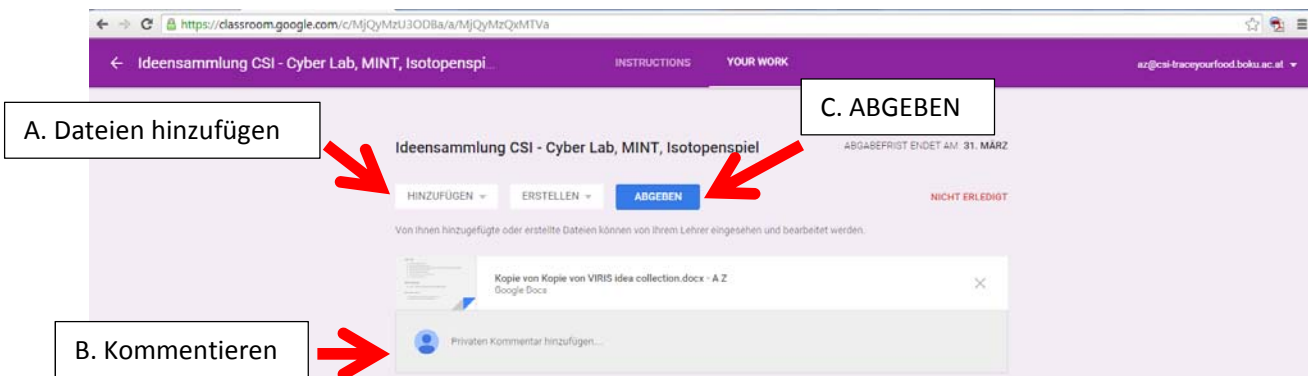 https://classroom.google.com/c/MjQyMzU3ODBa/a/MjQyMzQxMTVa
Ideensammlung CSI - Cyber Lab, MINT, Isotopenspi...
INSTRUCTIONS
YOUR WORK
az@csi-traceyourfood.boku.ac.at
A. Dateien hinzufügen
C. ABGEBEN
Ideensammlung CSI - Cyber Lab, MINT, Isotopenspiel
ABGABEFRIST ENDET AM: 31. MÄRZ
HINZUFÜGEN
ERSTELLEN
ABGEBEN
NICHT ERLEDIGT
Von Ihnen hinzugefügte oder erstellte Dateien können von Ihrem Lehrer eingesehen und bearbeitet werden.
Kopie von Kopie von VIRIS idea collection.docx - A Z
Google Docs
B. Kommentieren
Privaten Kommentar hinzufügen...